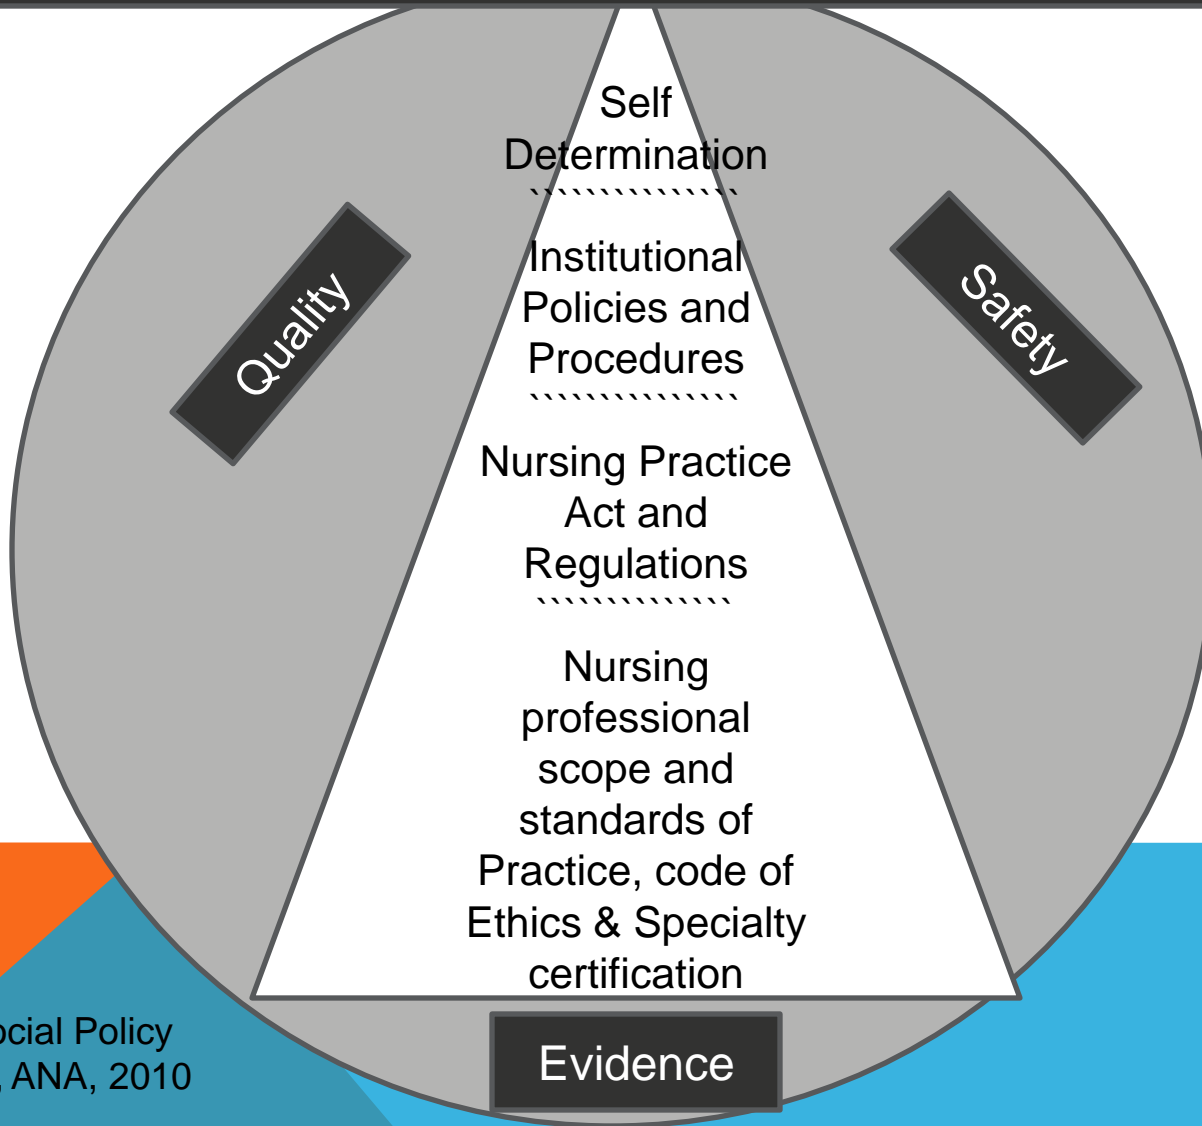 Self
Determination
```````````````
Institutional
Policies and
Procedures
```````````````
Nursing Practice
Act and
Regulations
``````````````
Nursing
professional
scope and
standards of
Practice, code of
Ethics & Specialty
certification
Quality
Safety
Evidence
Policy
, ANA, 2010